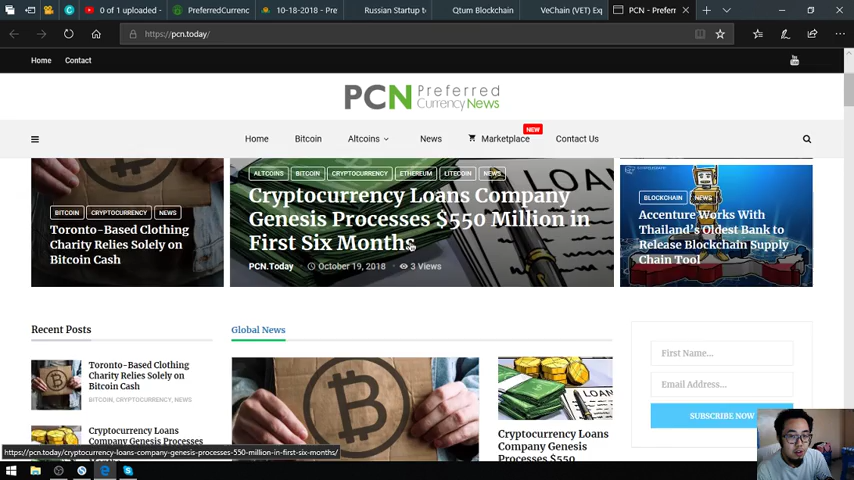 0 of 1 uploaded -
PreferredCurrenc
10-18-2018 - Pre
Russian Startup t
Qtum Blockchain
VeChain (VET) Ex
PCN - Preferr
https://pcn.today/
Home
Contact
PCN Preferred
Currency News
Home
Bitcoin
Altcoins
News
Marketplace
NEW
Contact Us
BITCOIN
CRYPTOCURRENCY
NEWS
Toronto-Based Clothing
Charity Relies Solely on
Bitcoin Cash
ALTCOINS
BITCOIN
CRYPTOCURRENCY
ETHEREUM
LITECOIN
NEWS
Cryptocurrency Loans Company
Genesis Processes $550 Million in
First Six Months
PCN.Today
October 19, 2018
3 Views
LOAN
BLOCKCHAIN
NEWS
Accenture Works With
Thailand's Oldest Bank to
Release Blockchain Supply
Chain Tool
Recent Posts
Toronto-Based Clothing
Charity Relies Solely on
Bitcoin Cash
BITCOIN, CRYPTOCURRENCY, NEWS
Cryptocurrency Loans
Company Genesis Processes
Global News
LOAN
Cryptocurrency Loans
Company Genesis
Processes $550
First Name...
Email Address...
SUBSCRIBE NOW
https://pcn.today/cryptocurrency-loans-company-genesis-processes-550-million-in-first-six-months/